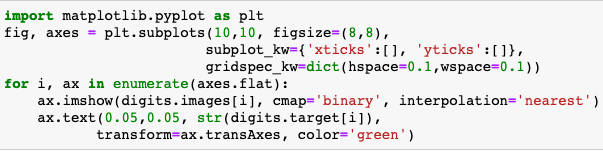 import matplotlib.pyplot as plt
fig, axes = plt.subplots(10,10, figsize=(8,8),
                         subplot_kw={'xticks':[], 'yticks':[]},
                         gridspec_kw=dict(hspace=0.1,wspace=0.1))
for i, ax in enumerate(axes.flat):
    ax.imshow(digits.images[i], cmap='binary', interpolation='nearest')
    ax.text(0.05,0.05, str(digits.target[i]),
           transform=ax.transAxes, color='green')